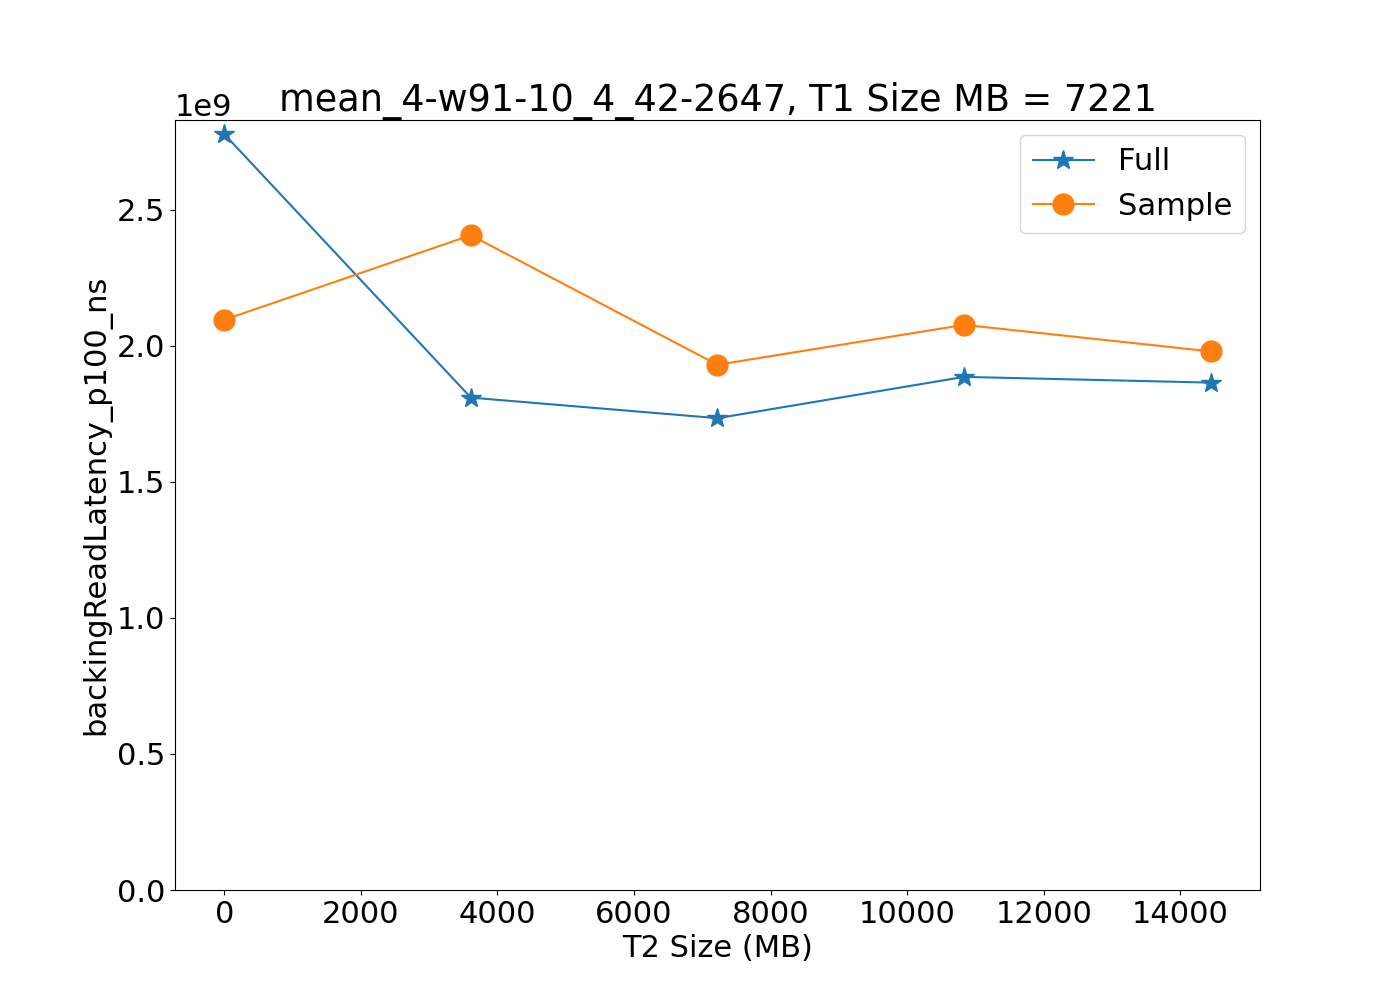 mean_4-w91-10_4_42-2647, T1 Size MB = 7221
1e9
Full
Sample
2.5
2.0
1.5
1.0
0.5
0.0
backingReadLatency_p100_ns
0 2000 4000 6000 8000 10000 12000 14000
T2 Size (MB)